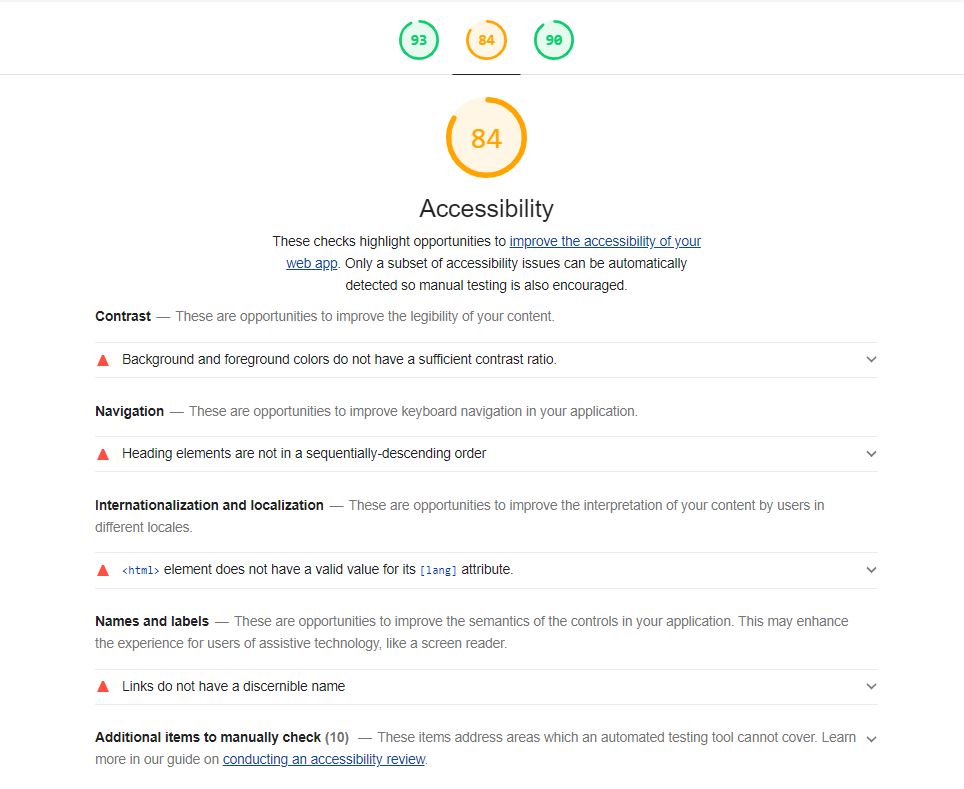 93 84 90
84
Accessibility
These checks highlight opportunities to improve the accessibility of your
web app. Only a subset of accessibility issues can be automatically
detected so manual testing is also encouraged.
Contrast — These are opportunities to improve the legibility of your content.
Background and foreground colors do not have a sufficient contrast ratio.
Navigation — These are opportunities to improve keyboard navigation in your application.
Heading elements are not in a sequentially-descending order
Internationalization and localization — These are opportunities to improve the interpretation of your content by users in
different locales.
<html> element does not have a valid value for its [lang] attribute.
Names and labels — These are opportunities to improve the semantics of the controls in your application. This may enhance
the experience for users of assistive technology, like a screen reader.
Links do not have a discernible name
Additional items to manually check (10) — These items address areas which an automated testing tool cannot cover. Learn
more in our guide on conducting an accessibility review.